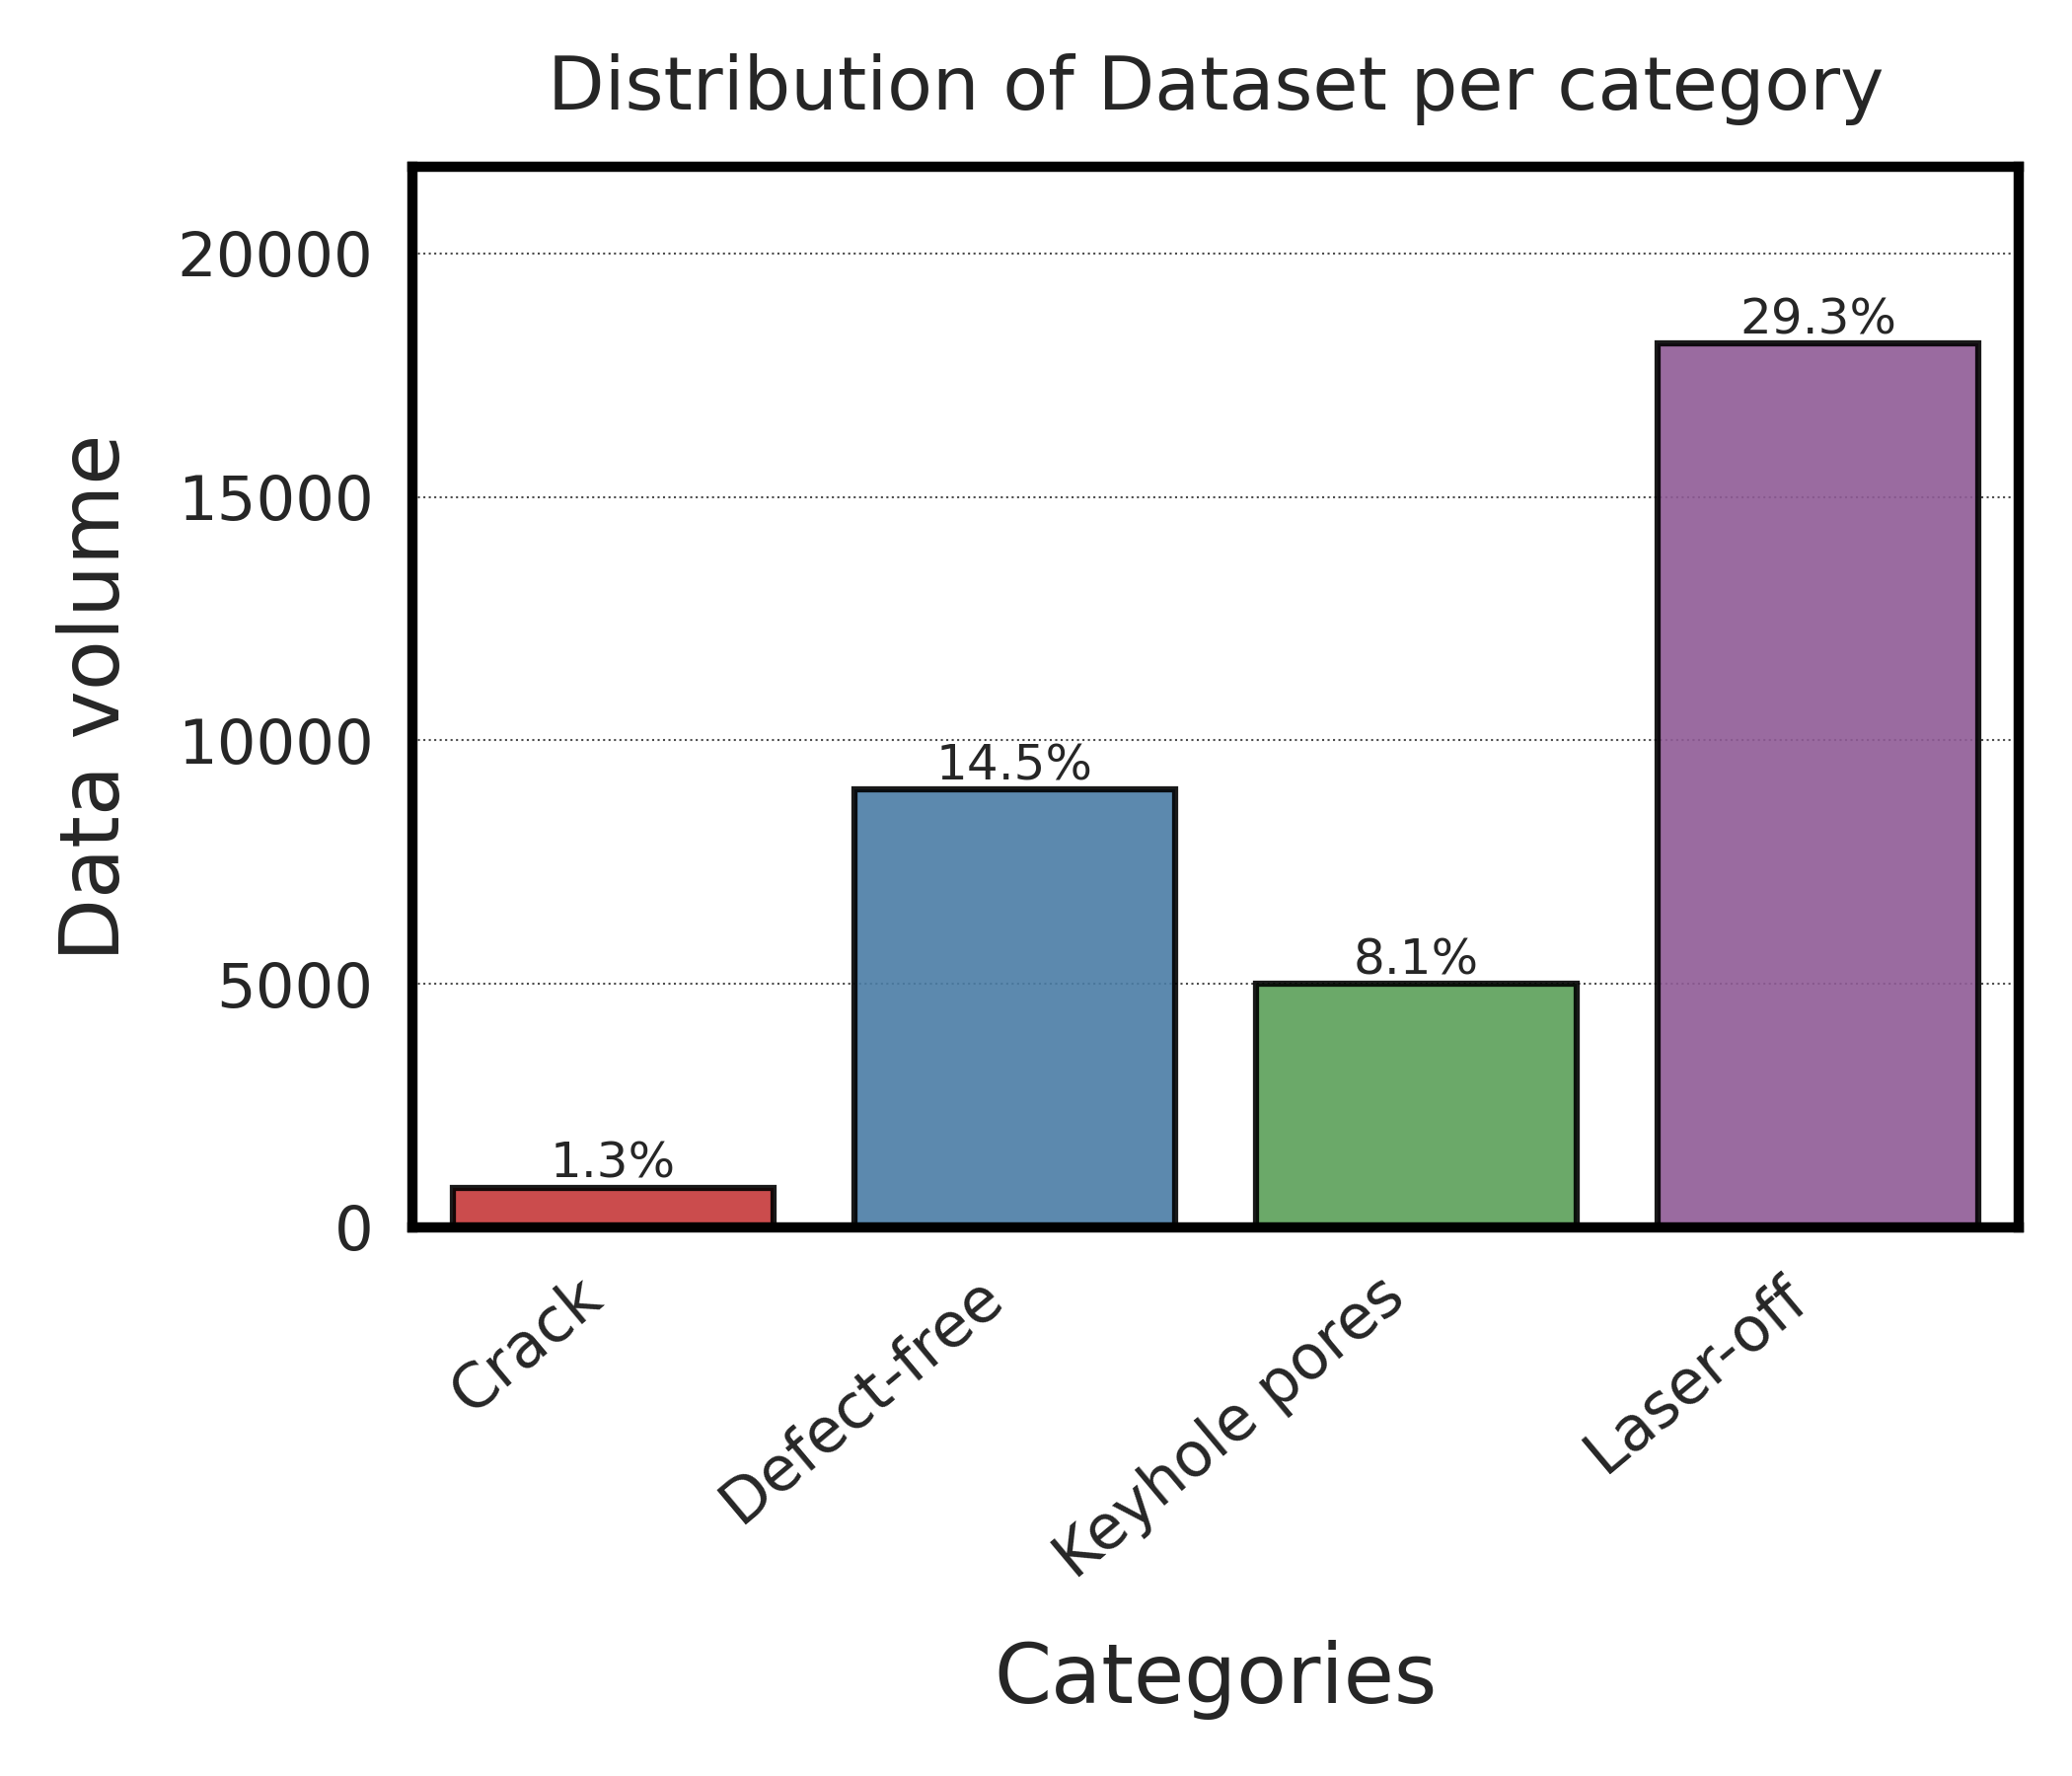 Distribution of Dataset per category
Data volume
20000
15000
10000
5000
0
1.3%
14.5%
8.1%
29.3%
Crack
Defect-free
Keyhole pores
Laser-off
Categories